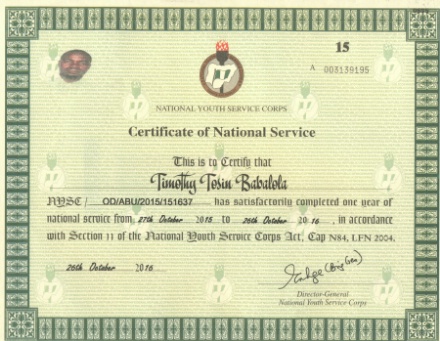 15
A 003139195
NATIONAL YOUTH SERVICE CORPS
Certificate of National Service
This is to Certify that
Timothy Tosin Babalola
NYSC / OD/ABU/2015/151637 has satisfactorily completed one year of
national service from 27th October 2015 to 26th October 2016, in accordance
with Section 11 of the National Youth Service Corps Act, Cap N84, LFN 2004.
26th October 2016
Director-General
National Youth Service Corps